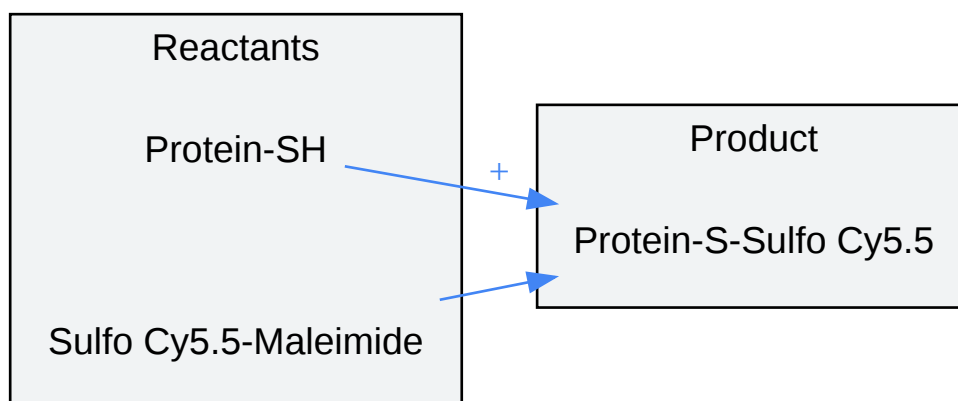 Reactants
Protein-SH
Sulfo Cy5.5-Maleimide
+
Product
Protein-S-Sulfo Cy5.5